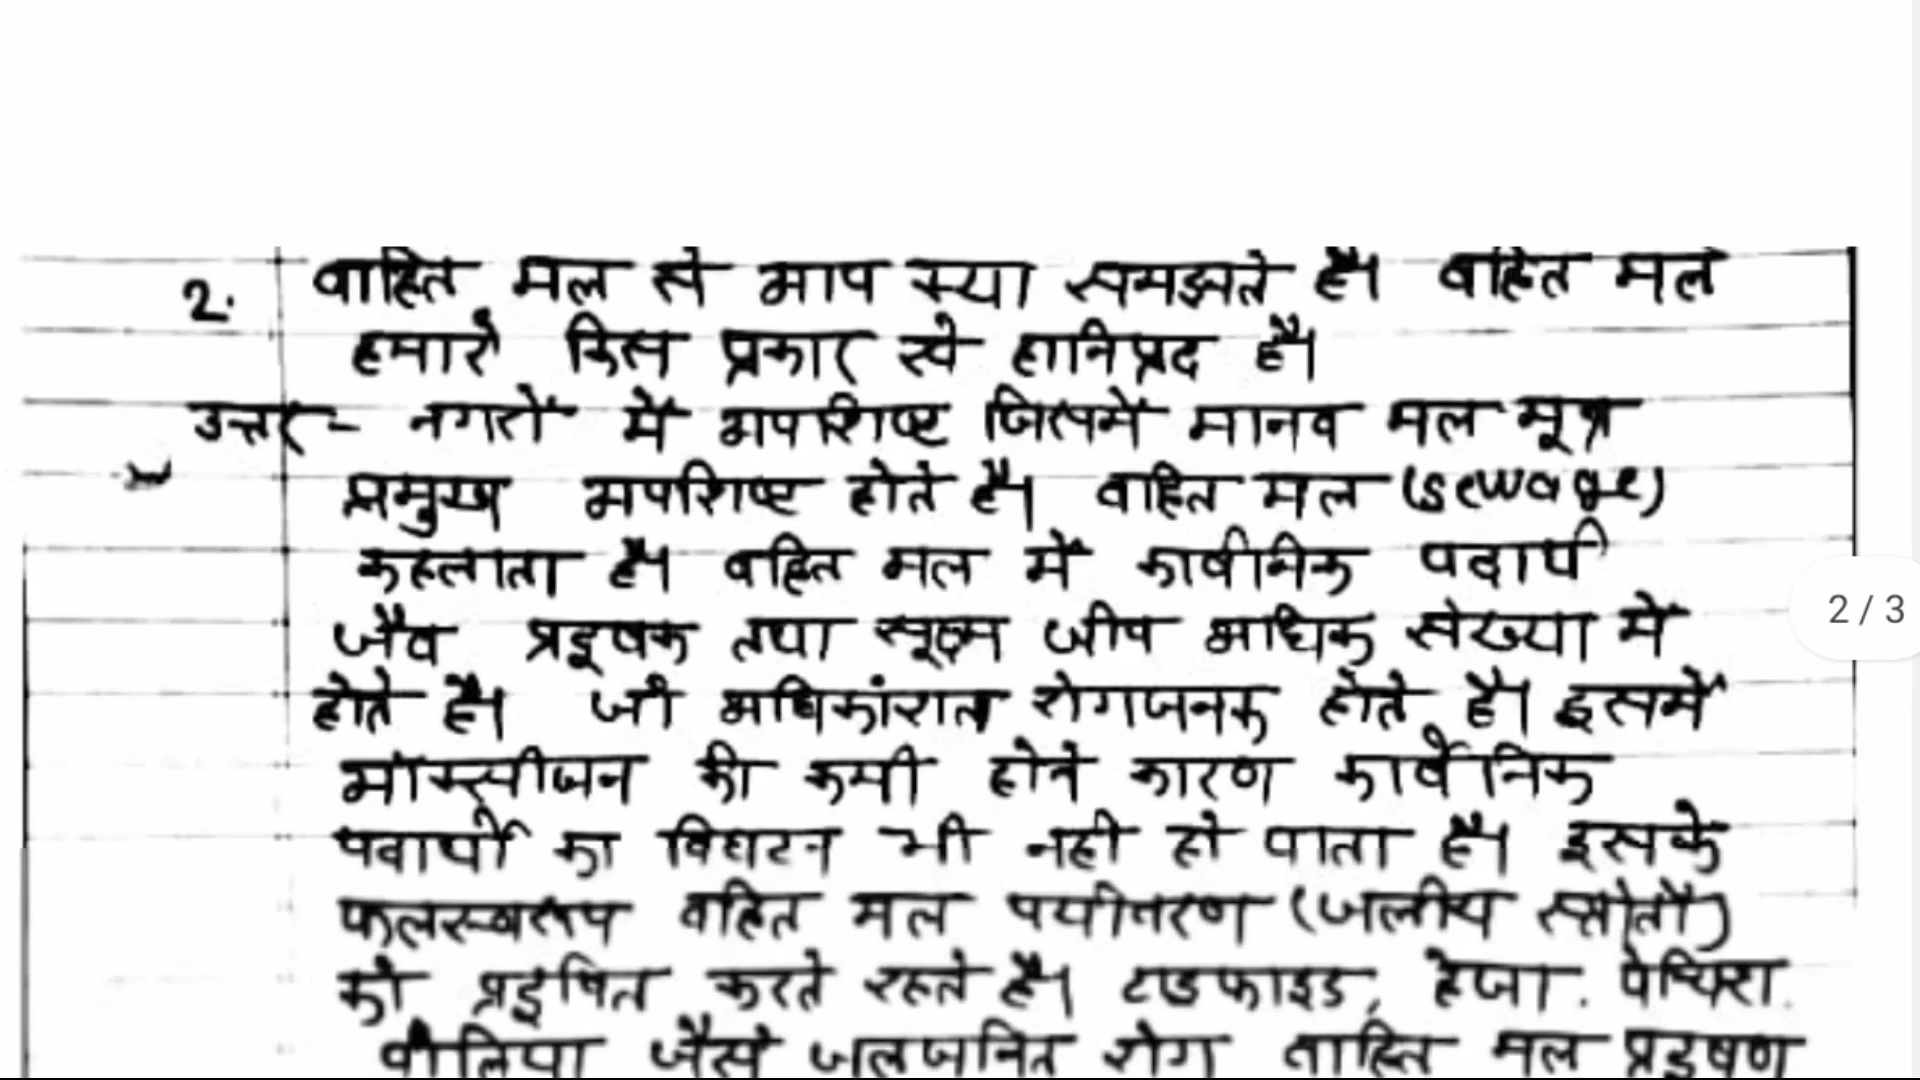 2. वाहित मल से आप क्या समझते है। वाहित मल
हमारे किस प्रकार से हानिप्रद है।
उत्तर - नगरों में अपशिष्ट जिसमें मानव मल मूत्र
प्रमुख अपशिष्ट होते है। वाहित मल (sewage)
कहलाता है। वाहित मल में कार्बनिक पदार्थ
जैव प्रदूषक तथा सूक्ष्म जीव अधिक संख्या में
होते है। जो अधिकांशत रोगजनक होते है। इसमें
ऑक्सीजन की कमी होने कारण कार्बनिक
पदार्थो का विघटन भी नही हो पाता है। इसके
फलस्वरूप वहित मल पर्यावरण (जलीय स्त्रोतों)
को प्रदूषित करते रहते है। टाइफाइड, हैजा. पेचिश.
पीलिया जैसे जलजनित रोग वाहित मल प्रदूषण
2 / 3